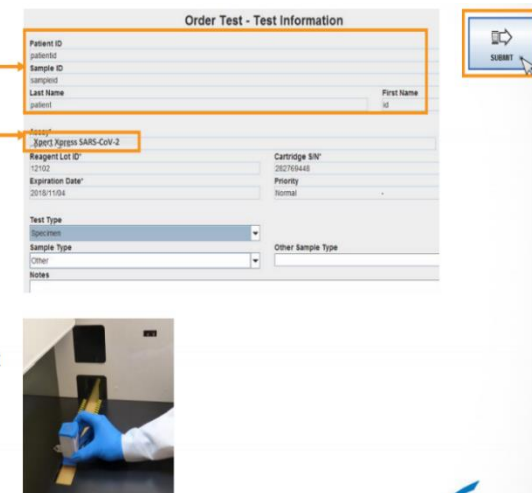 Order Test - Test Information
SUBMIT
Patient ID
patientid
Sample ID
sampleid
Last Name First Name
patient id
Assay*
Xpert Xpress SARS-CoV-2
Reagent Lot ID* Cartridge S/N*
12102 282769448
Expiration Date* Priority
2018/11/04 Normal
Test Type
Specimen
Sample Type Other Sample Type
Other
Notes